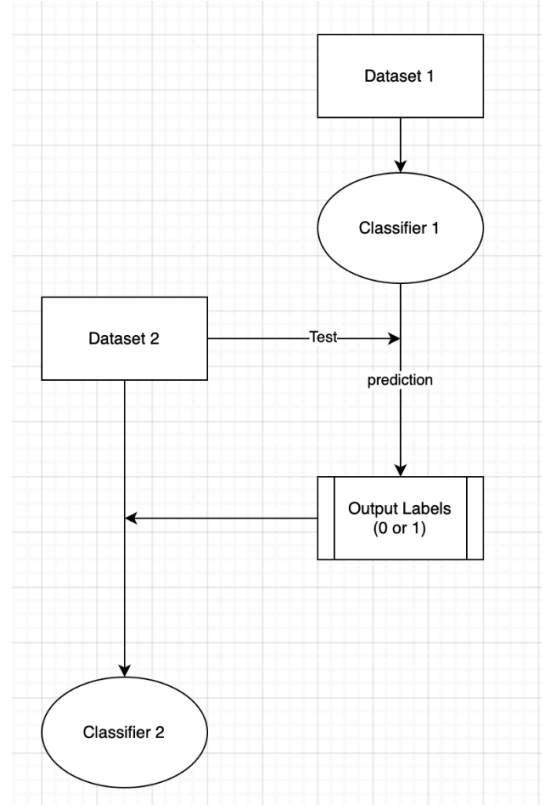 Dataset 1
Classifier 1
Dataset 2
Test
prediction
Output Labels
(0 or 1)
Classifier 2